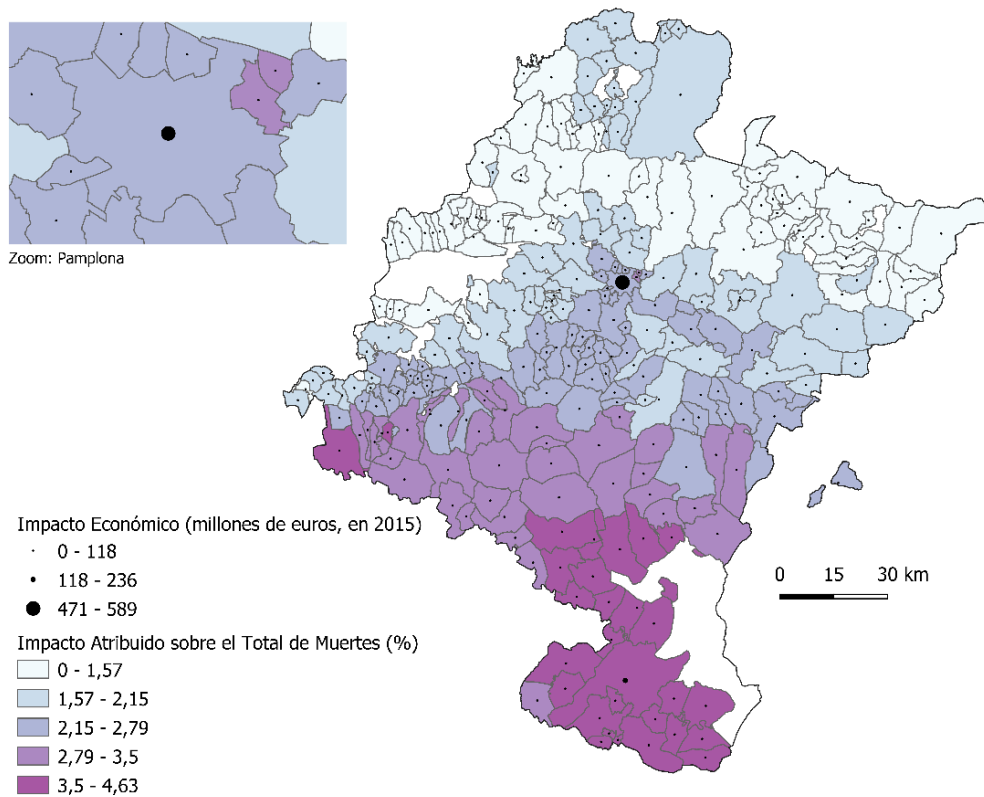 Zoom: Pamplona
Impacto Económico (millones de euros, en 2015)
0 - 118
118 - 236
471 - 589
Impacto Atribuido sobre el Total de Muertes (%)
0 - 1,57
1,57 - 2,15
2,15 - 2,79
2,79 - 3,5
3,5 - 4,63
0 15 30 km